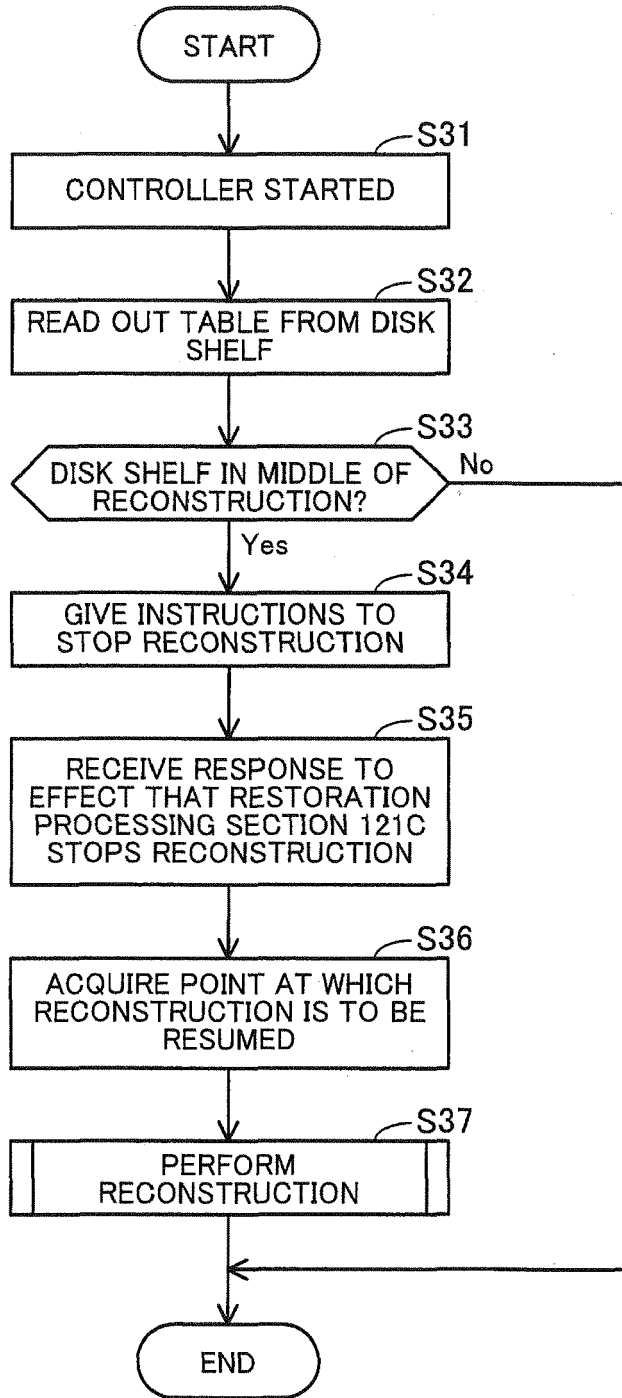 START
S31
CONTROLLER STARTED
S32
READ OUT TABLE FROM DISK
SHELF
S33
DISK SHELF IN MIDDLE OF
RECONSTRUCTION?
No
Yes
S34
GIVE INSTRUCTIONS TO
STOP RECONSTRUCTION
S35
RECEIVE RESPONSE TO
EFFECT THAT RESTORATION
PROCESSING SECTION 121C
STOPS RECONSTRUCTION
S36
ACQUIRE POINT AT WHICH
RECONSTRUCTION IS TO BE
RESUMED
S37
PERFORM
RECONSTRUCTION
END